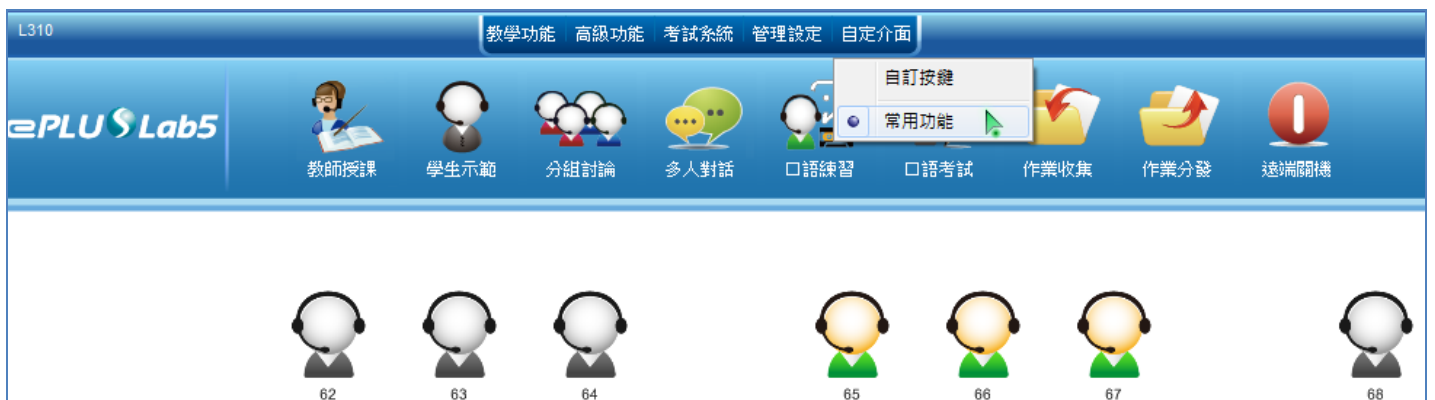 L310
教學功能 高級功能 考試系統 管理設定 自定介面
自訂按鍵
常用功能
ePLUS Lab5
教師授課 學生示範 分組討論 多人對話 口語練習 口語考試 作業收集 作業分發 遠端關機
62 63 64 65 66 67 68